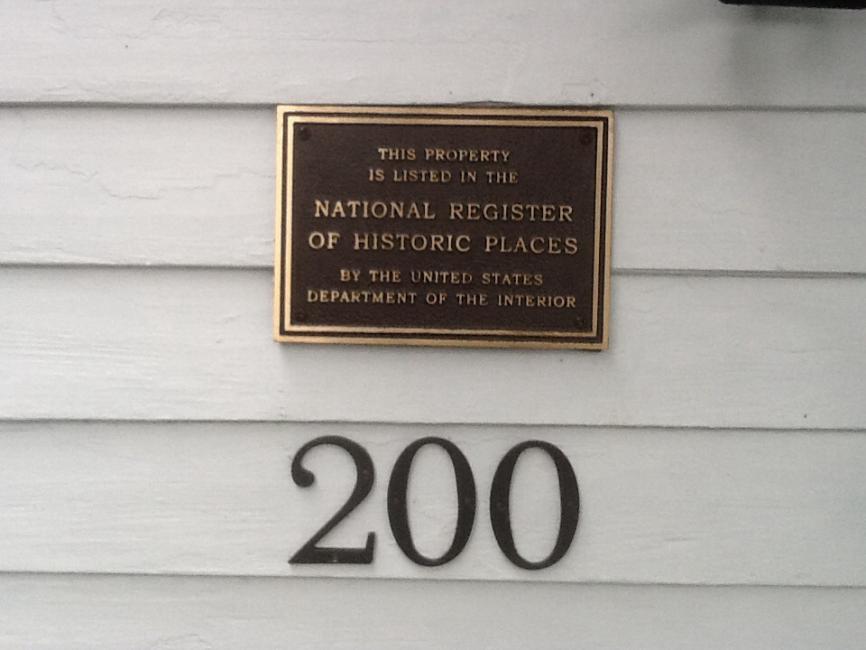 THIS PROPERTY
IS LISTED IN THE
NATIONAL REGISTER
OF HISTORIC PLACES
BY THE UNITED STATES
DEPARTMENT OF THE INTERIOR
200